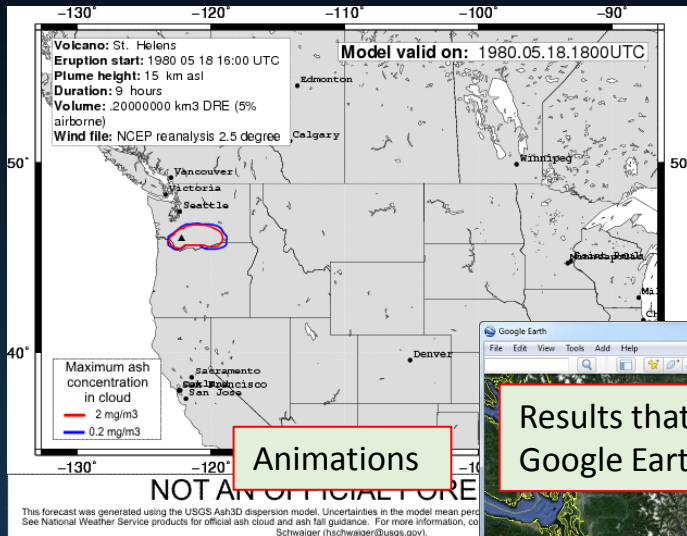 −130° −120° −110° −100° −90°
Volcano: St. Helens
Eruption start: 1980 05 18 16:00 UTC
Plume height: 15 km asl
Duration: 9 hours
Volume: .20000000 km3 DRE (5%
airborne)
Wind file: NCEP reanalysis 2.5 degree
Model valid on: 1980.05.18.1800UTC
Edmonton
Calgary
50° 50
Winnipeg
Vancouver
Victoria
Seattle
40°
Denver
Sacramento
San Jose
Maximum ash
concentration
in cloud
2 mg/m3
0.2 mg/m3
−130° −120°
Animations
Google Earth
File Edit View Tools Add Help
Results that
Google Eart
NOT AN OFFICIAL FORE
This forecast was generated using the USGS Ash3D dispersion model. Uncertainties in the model mean perc
See National Weather Service products for official ash cloud and ash fall guidance. For more information, co
Schwaiger (hschwaiger@usgs.gov).